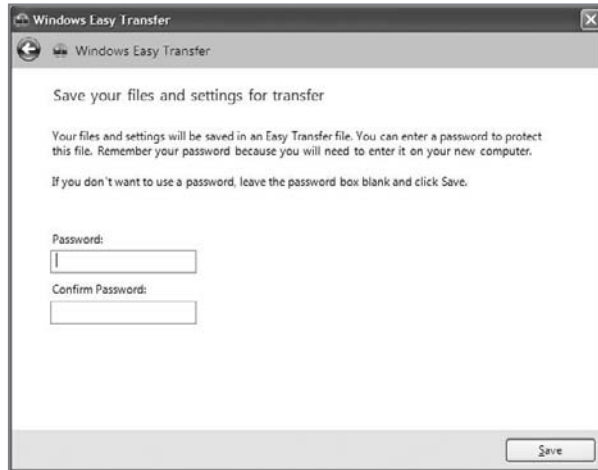 Windows Easy Transfer
Windows Easy Transfer
Save your files and settings for transfer
Your files and settings will be saved in an Easy Transfer file. You can enter a password to protect
this file. Remember your password because you will need to enter it on your new computer.
If you don't want to use a password, leave the password box blank and click Save.
Password:
Confirm Password:
Save